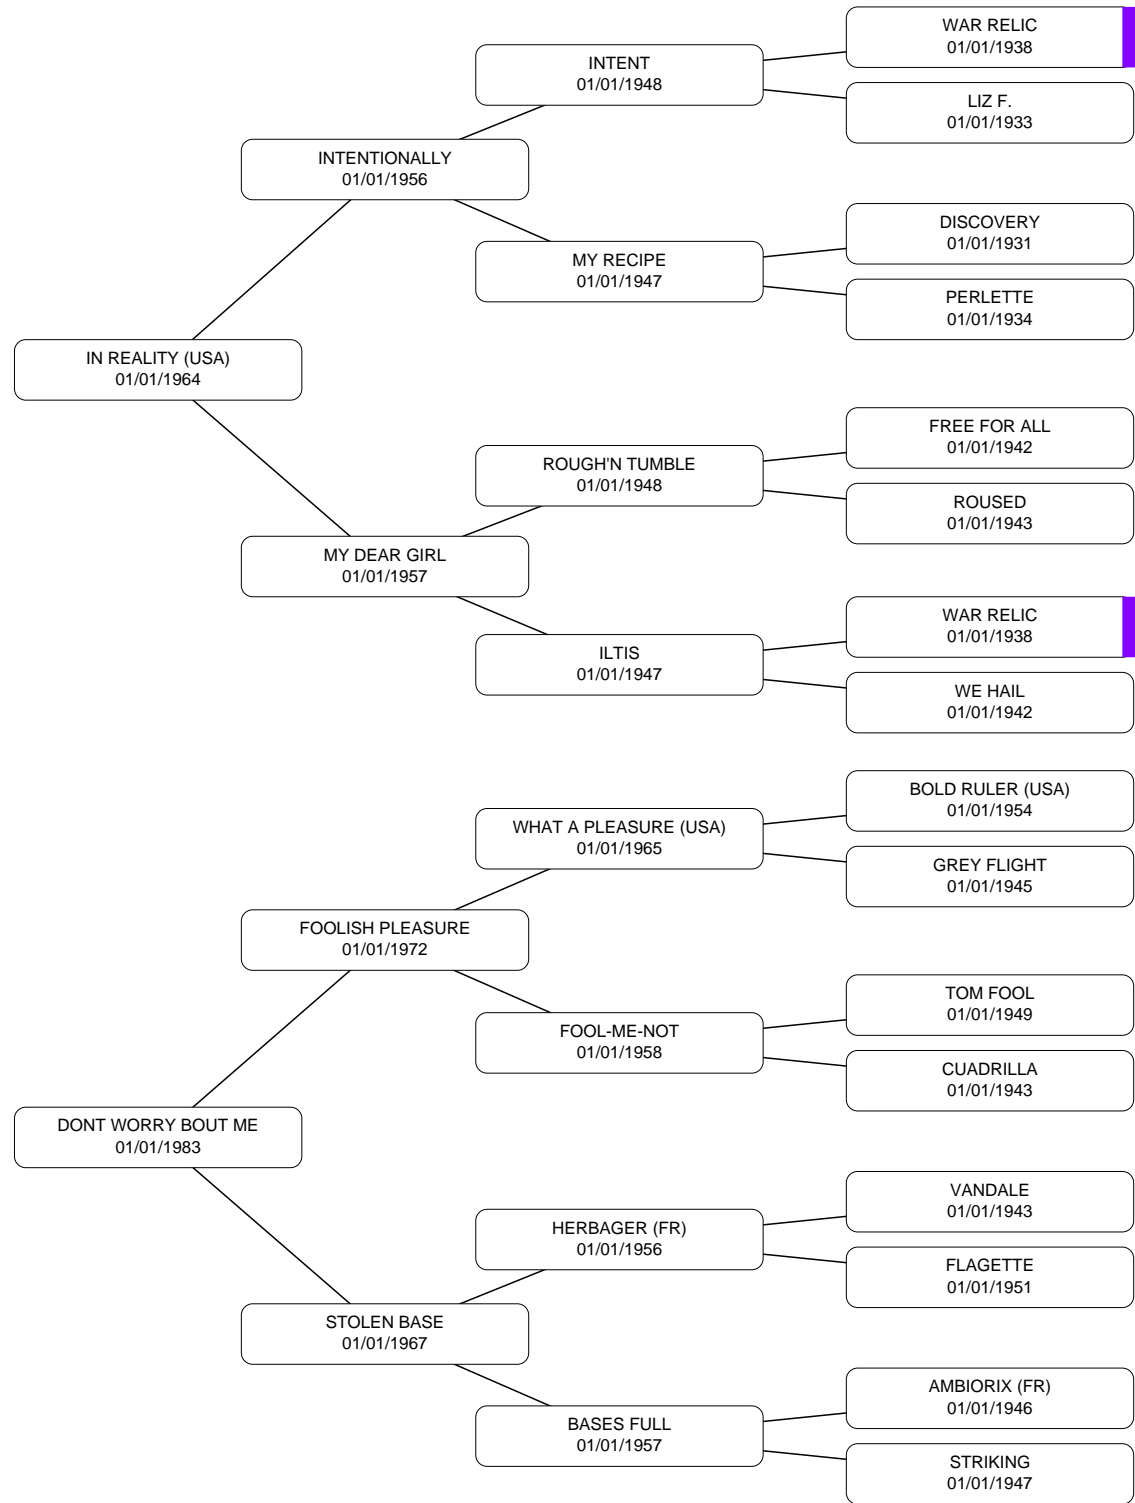 WAR RELIC
01/01/1938
INTENT
01/01/1948
LIZ F.
01/01/1933
INTENTIONALLY
01/01/1956
DISCOVERY
01/01/1931
MY RECIPE
01/01/1947
PERLETTE
01/01/1934
IN REALITY (USA)
01/01/1964
FREE FOR ALL
01/01/1942
ROUGH'N TUMBLE
01/01/1948
ROUSED
01/01/1943
MY DEAR GIRL
01/01/1957
WAR RELIC
01/01/1938
ILTIS
01/01/1947
WE HAIL
01/01/1942
BOLD RULER (USA)
01/01/1954
WHAT A PLEASURE (USA)
01/01/1965
GREY FLIGHT
01/01/1945
FOOLISH PLEASURE
01/01/1972
TOM FOOL
01/01/1949
FOOL-ME-NOT
01/01/1958
CUADRILLA
01/01/1943
DONT WORRY BOUT ME
01/01/1983
VANDALE
01/01/1943
HERBAGER (FR)
01/01/1956
FLAGETTE
01/01/1951
STOLEN BASE
01/01/1967
AMBIORIX (FR)
01/01/1946
BASES FULL
01/01/1957
STRIKING
01/01/1947